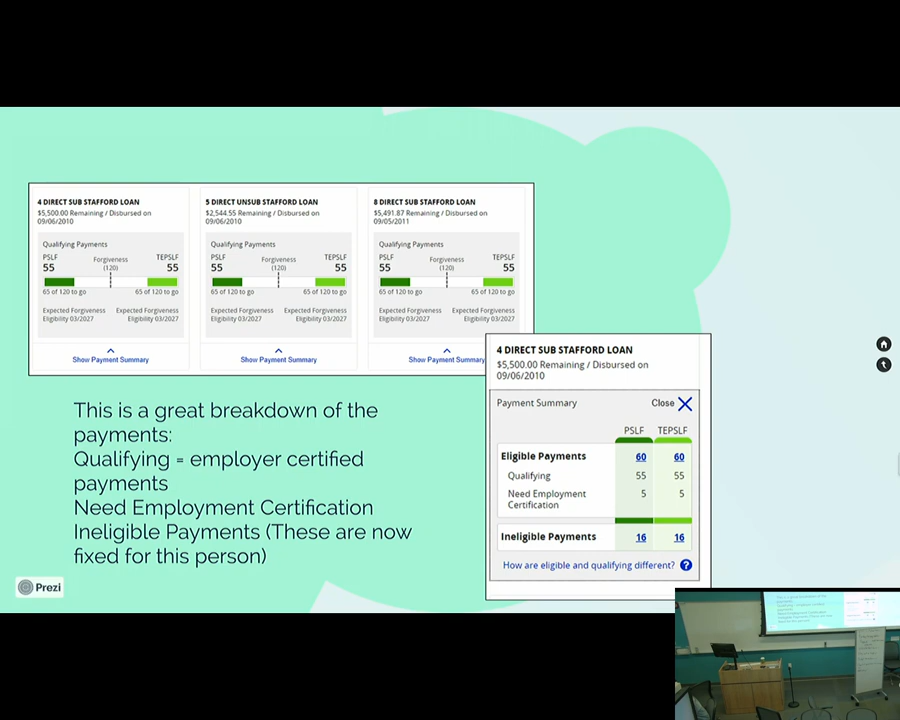 4 DIRECT SUB STAFFORD LOAN
$5,500.00 Remaining / Disbursed on
09/06/2010
Qualifying Payments
PSLF
Forgiveness
(120)
TEPSLF
55
55
65 of 120 to go
65 of 120 to go
Expected Forgiveness
Eligibility 03/2027
Expected Forgiveness
Eligibility 03/2027
Show Payment Summary
5 DIRECT UNSUB STAFFORD LOAN
$2,544.55 Remaining / Disbursed on
09/06/2010
Qualifying Payments
PSLF
Forgiveness
(120)
TEPSLF
55
55
65 of 120 to go
65 of 120 to go
Expected Forgiveness
Eligibility 03/2027
Expected Forgiveness
Eligibility 03/2027
Show Payment Summary
8 DIRECT SUB STAFFORD LOAN
$5,491.87 Remaining / Disbursed on
09/05/2011
Qualifying Payments
PSLF
Forgiveness
(120)
TEPSLF
55
55
65 of 120 to go
65 of 120 to go
Expected Forgiveness
Eligibility 03/2027
Expected Forgiveness
Eligibility 03/2027
Show Payment Summary
4 DIRECT SUB STAFFORD LOAN
$5,500.00 Remaining / Disbursed on
09/06/2010
Payment Summary Close
PSLF TEPSLF
Eligible Payments 60 60
Qualifying 55 55
Need Employment
Certification 5 5
Ineligible Payments 16 16
How are eligible and qualifying different? ?
This is a great breakdown of the
payments:
Qualifying = employer certified
payments
Need Employment Certification
Ineligible Payments (These are now
fixed for this person)
Prezi